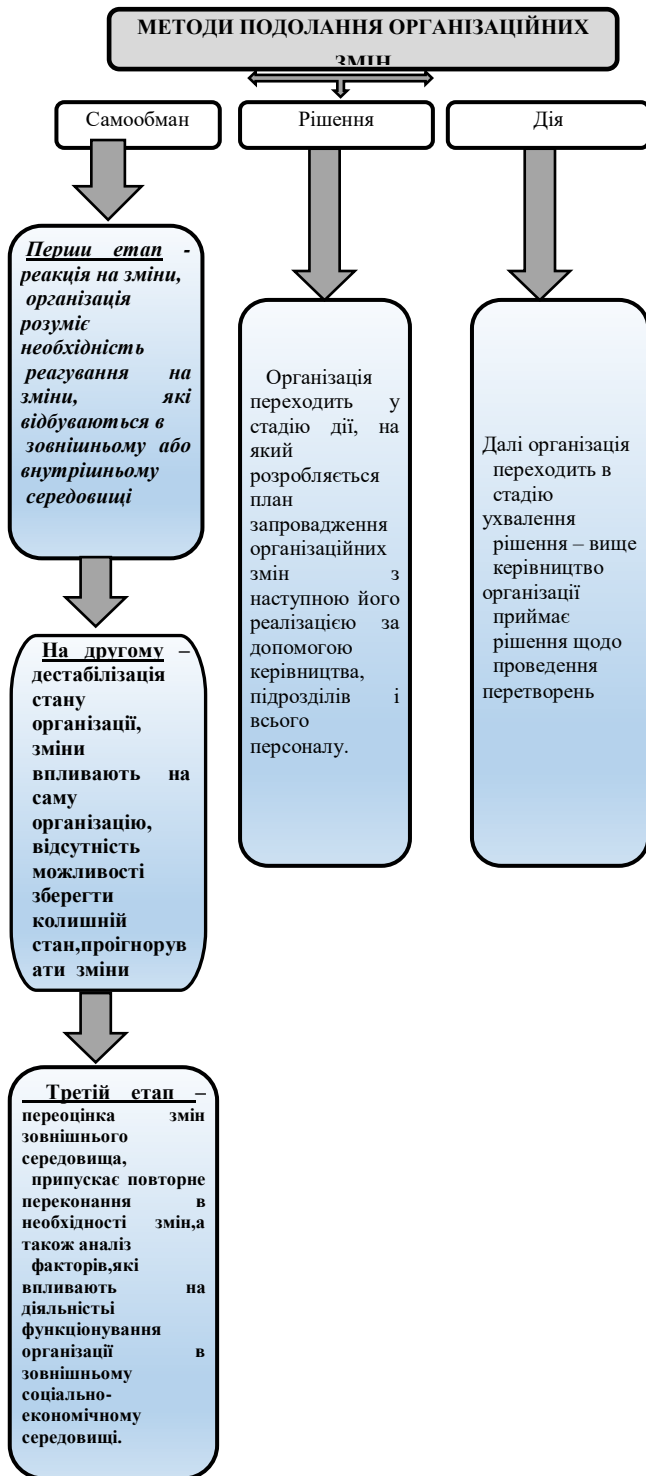 МЕТОДИ ПОДОЛАННЯ ОРГАНІЗАЦІЙНИХ
ЗМІН
Самообман
Рішення
Дія
Перши етап -
реакція на зміни,
організація
розуміє
необхідність
реагування на
зміни, які
відбуваються в
зовнішньому або
внутрішньому
середовищі
Організація
переходить у
стадію дії, на
який
розробляється
план
запровадження
організаційних
змін з
наступною його
реалізацією за
допомогою
керівництва,
підрозділів і
всього
персоналу.
Далі організація
переходить в
стадію
ухвалення
рішення – вище
керівництво
організації
приймає
рішення щодо
проведення
перетворень
На другому –
дестабілізація
стану
організації,
зміни
впливають на
саму
організацію,
відсутність
можливості
зберегти
колишній
стан,проігнорув
ати зміни
Третій етап –
переоцінка змін
зовнішнього
середовища,
припускає повторне
переконання в
необхідності змін,а
також аналіз
факторів,які
впливають на
діяльністьі
функціонування
організації в
зовнішньому
соціально-
економічному
середовищі.